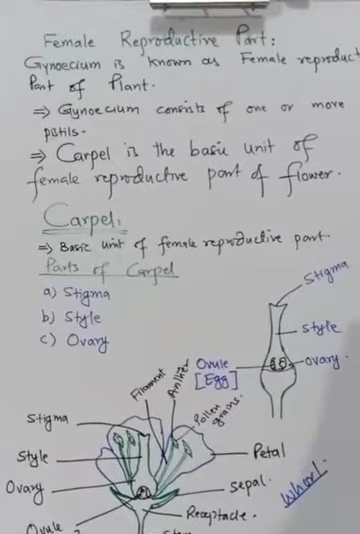 Female Reproductive Part:
Gynoecium is known as Female reproduct
Part of Plant.
⇒ Gynoecium consists of one or more
pistils.
⇒ Carpel is the basic unit of
female reproductive part of flower.
Carpel:
⇒ Basic unit of female reproductive part.
Parts of Carpel
a) Stigma
b) Style
c) Ovary
Stigma
Style
Ovule
[Egg]
Ovary.
Filament
Anther
Pollen
grains.
Stigma
Style
Ovary
Ovule
Petal
Sepal.
Receptacle.
Whorl.